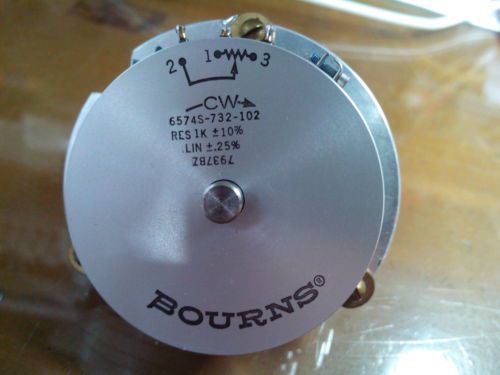 1 3
2
CW
6574S-732-102
RES 1K ±10%
LIN ±.25%
7937BZ
BOURNS®